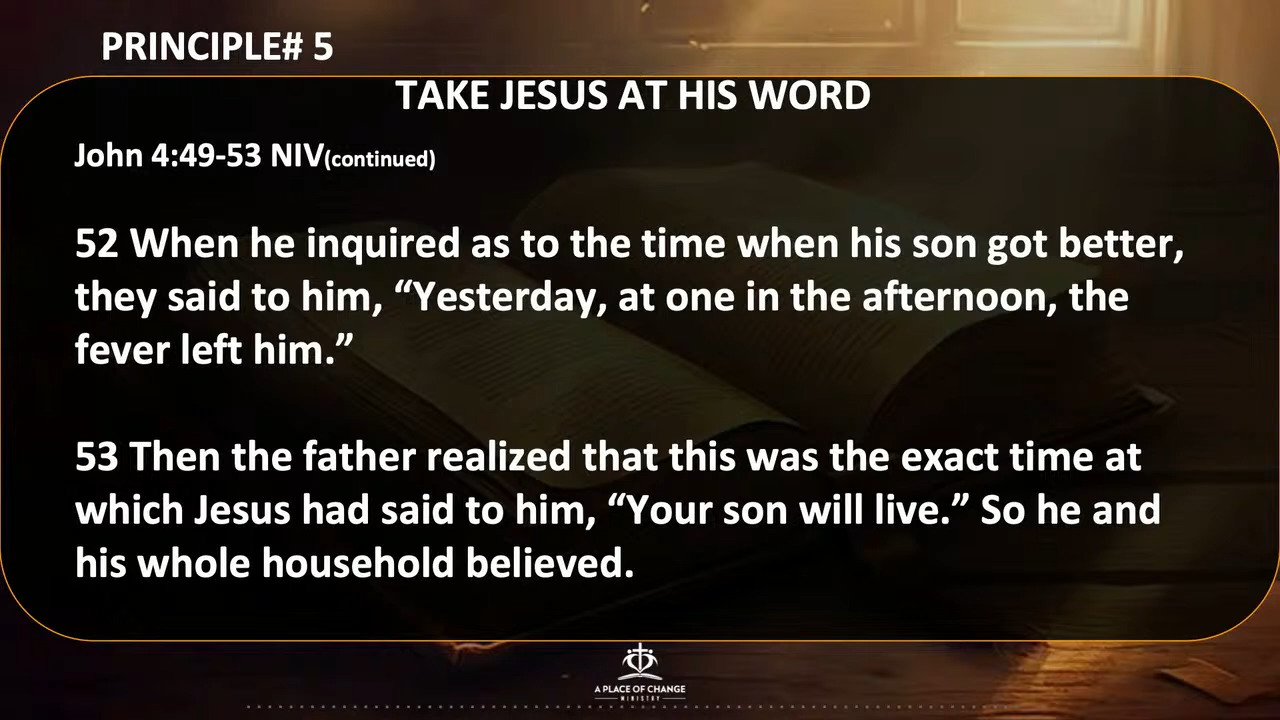 PRINCIPLE# 5
TAKE JESUS AT HIS WORD
John 4:49-53 NIV(continued)
52 When he inquired as to the time when his son got better,
they said to him, “Yesterday, at one in the afternoon, the
fever left him.”
53 Then the father realized that this was the exact time at
which Jesus had said to him, “Your son will live.” So he and
his whole household believed.
A PLACE OF CHANGE
MINISTRY